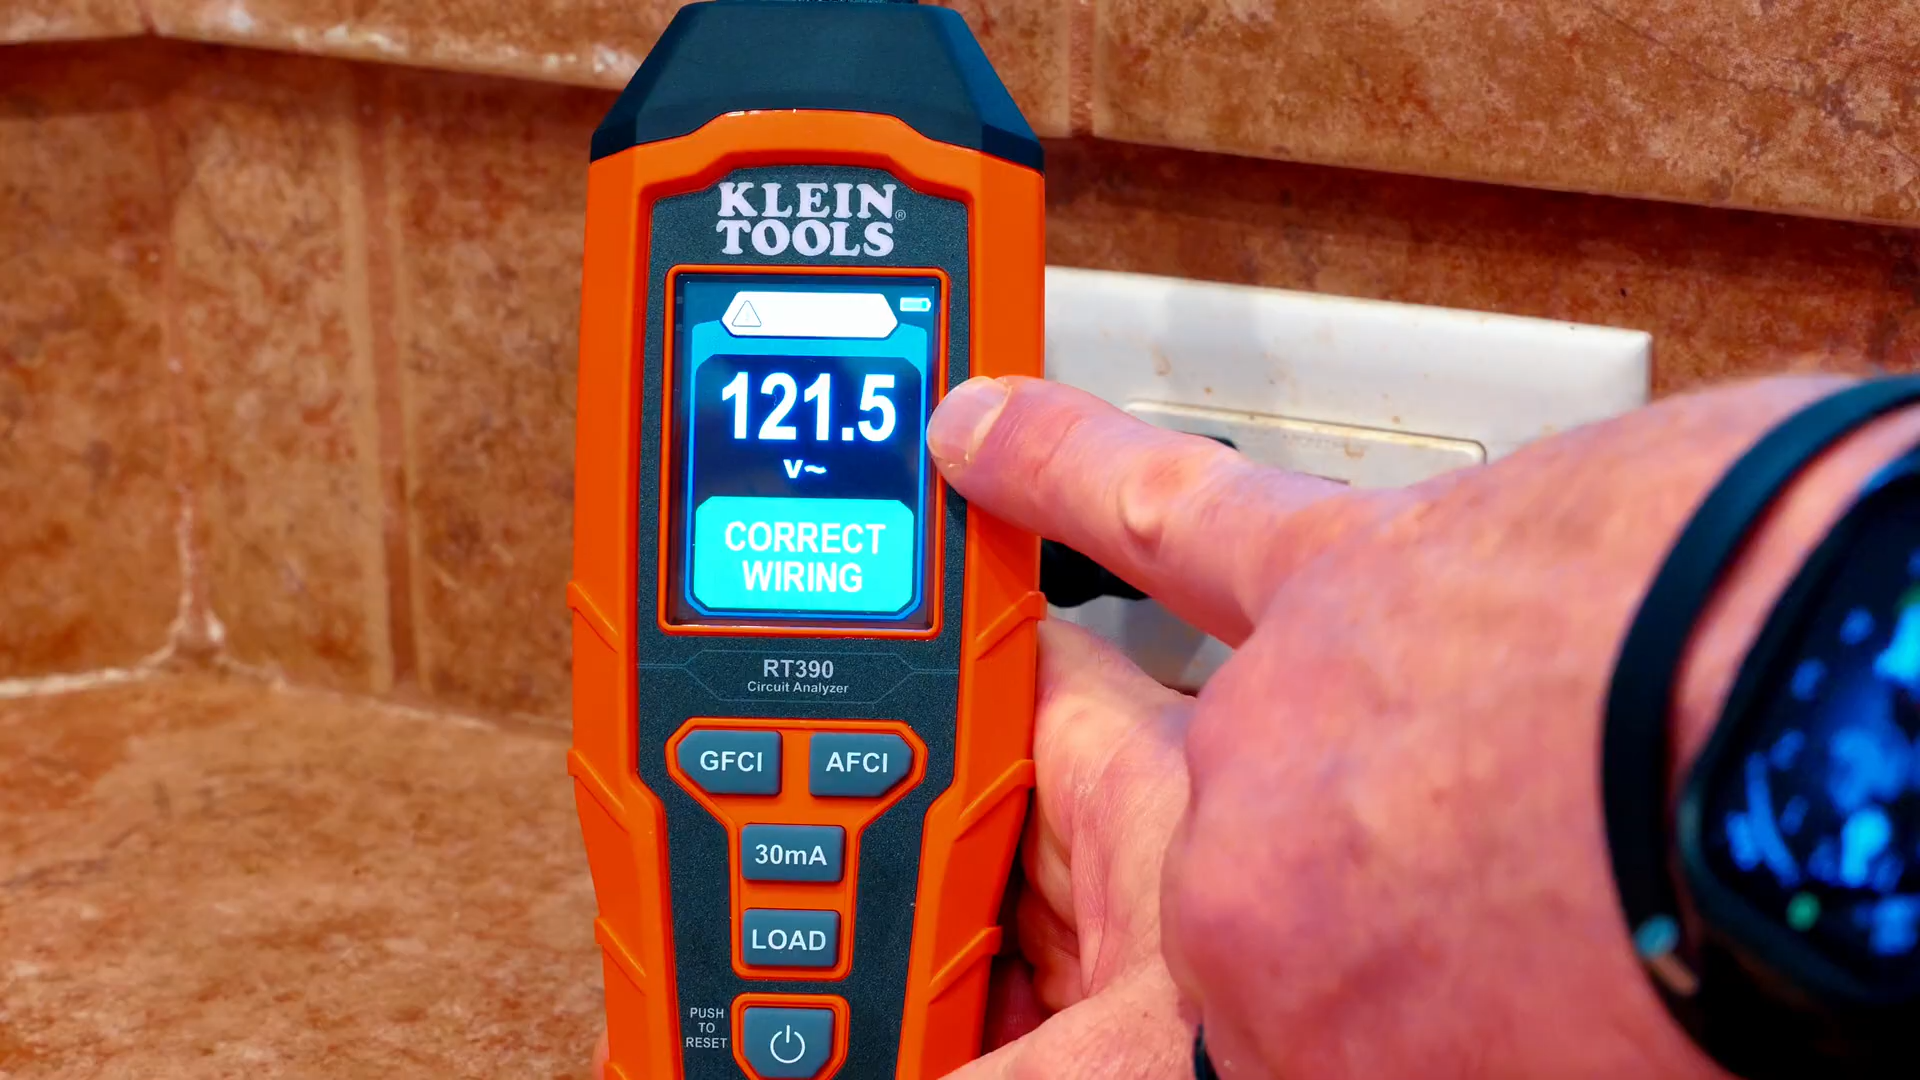 KLEIN
TOOLS®
121.5
V~
CORRECT
WIRING
RT390
Circuit Analyzer
GFCI
AFCI
30mA
LOAD
PUSH
TO
RESET